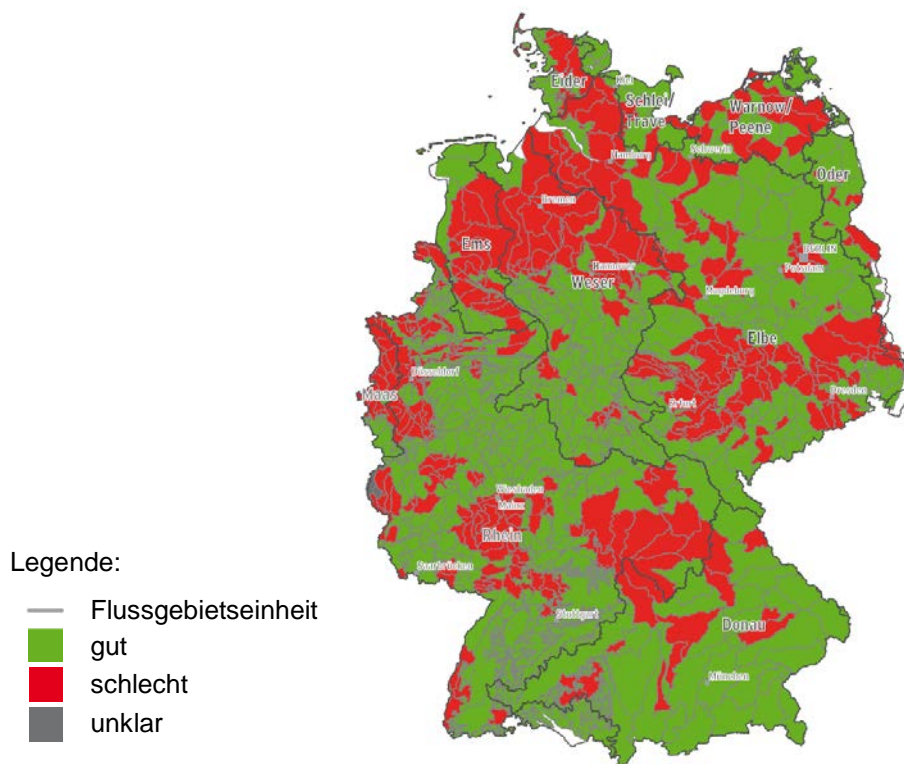 Eider
Kiel
Schlei/
Trave
Warnow/
Peene
Schwerin
Hamburg
Oder
Bremen
Ems
BERLIN
Potsdam
Hannover
Weser
Magdeburg
Elbe
Düsseldorf
Maas
Erfurt
Dresden
Wiesbaden
Mainz
Rhein
Legende:
Saarbrücken
Flussgebietseinheit
Stuttgart
Donau
gut
München
schlecht
unklar